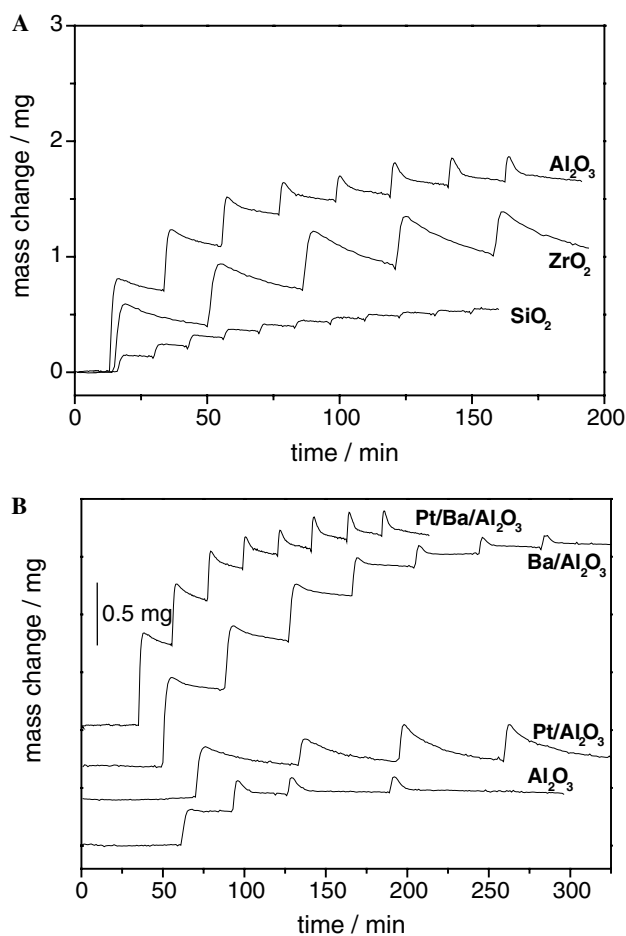 A
3
2
1
0
mass change / mg
Al₂O₃
ZrO₂
SiO₂
0 50 100 150 200
time / min
B
mass change / mg
0.5 mg
Pt/Ba/Al₂O₃
Ba/Al₂O₃
Pt/Al₂O₃
Al₂O₃
0 50 100 150 200 250 300
time / min